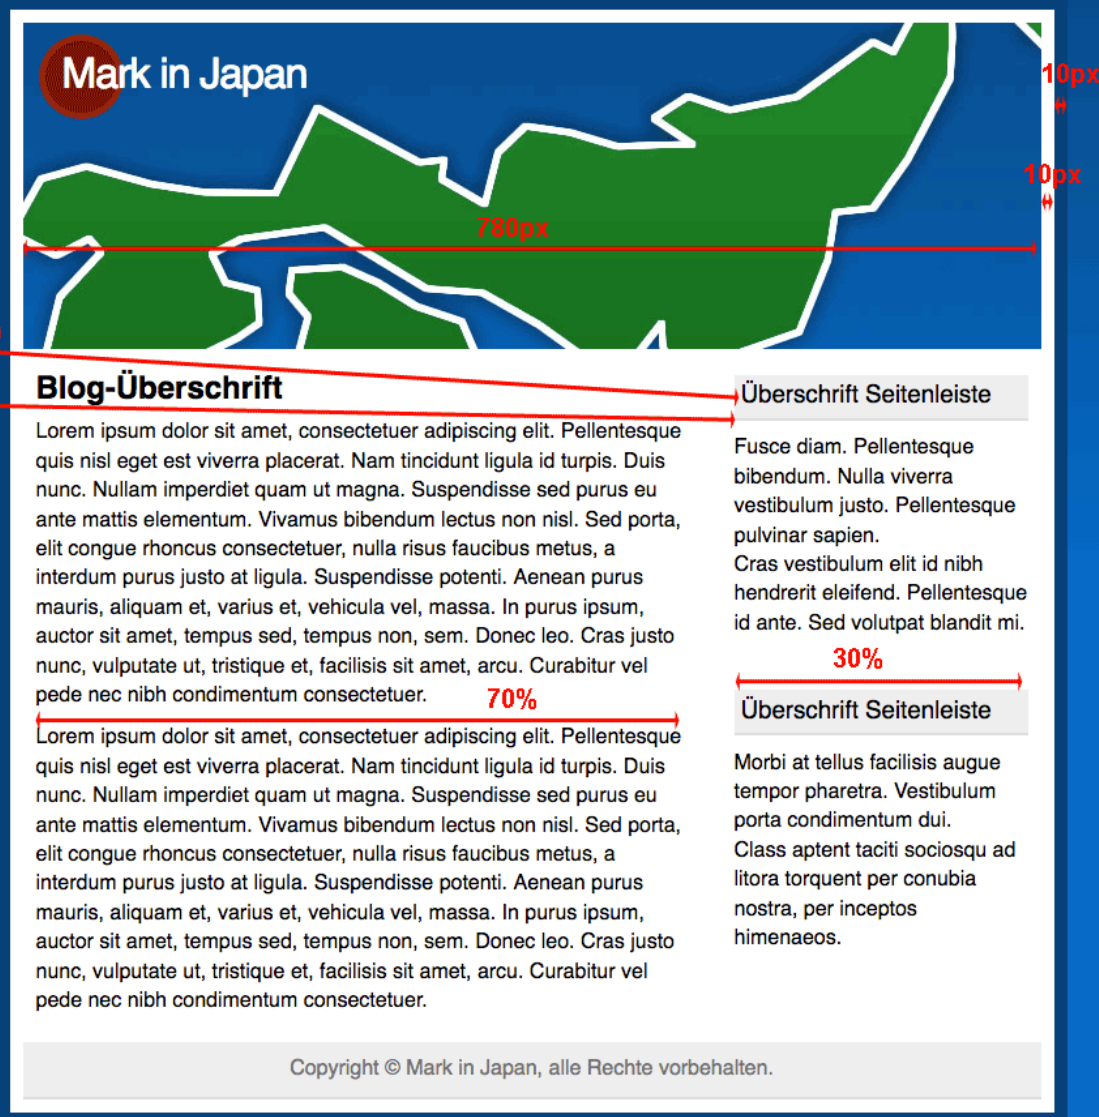 Mark in Japan
10px
10px
780px
Blog-Überschrift
Lorem ipsum dolor sit amet, consectetuer adipiscing elit. Pellentesque
quis nisl eget est viverra placerat. Nam tincidunt ligula id turpis. Duis
nunc. Nullam imperdiet quam ut magna. Suspendisse sed purus eu
ante mattis elementum. Vivamus bibendum lectus non nisl. Sed porta,
elit congue rhoncus consectetuer, nulla risus faucibus metus, a
interdum purus justo at ligula. Suspendisse potenti. Aenean purus
mauris, aliquam et, varius et, vehicula vel, massa. In purus ipsum,
auctor sit amet, tempus sed, tempus non, sem. Donec leo. Cras justo
nunc, vulputate ut, tristique et, facilisis sit amet, arcu. Curabitur vel
pede nec nibh condimentum consectetuer.
70%
Lorem ipsum dolor sit amet, consectetuer adipiscing elit. Pellentesque
quis nisl eget est viverra placerat. Nam tincidunt ligula id turpis. Duis
nunc. Nullam imperdiet quam ut magna. Suspendisse sed purus eu
ante mattis elementum. Vivamus bibendum lectus non nisl. Sed porta,
elit congue rhoncus consectetuer, nulla risus faucibus metus, a
interdum purus justo at ligula. Suspendisse potenti. Aenean purus
mauris, aliquam et, varius et, vehicula vel, massa. In purus ipsum,
auctor sit amet, tempus sed, tempus non, sem. Donec leo. Cras justo
nunc, vulputate ut, tristique et, facilisis sit amet, arcu. Curabitur vel
pede nec nibh condimentum consectetuer.
Überschrift Seitenleiste
Fusce diam. Pellentesque
bibendum. Nulla viverra
vestibulum justo. Pellentesque
pulvinar sapien.
Cras vestibulum elit id nibh
hendrerit eleifend. Pellentesque
id ante. Sed volutpat blandit mi.
30%
Überschrift Seitenleiste
Morbi at tellus facilisis augue
tempor pharetra. Vestibulum
porta condimentum dui.
Class aptent taciti sociosqu ad
litora torquent per conubia
nostra, per inceptos
himenaeos.
Copyright © Mark in Japan, alle Rechte vorbehalten.